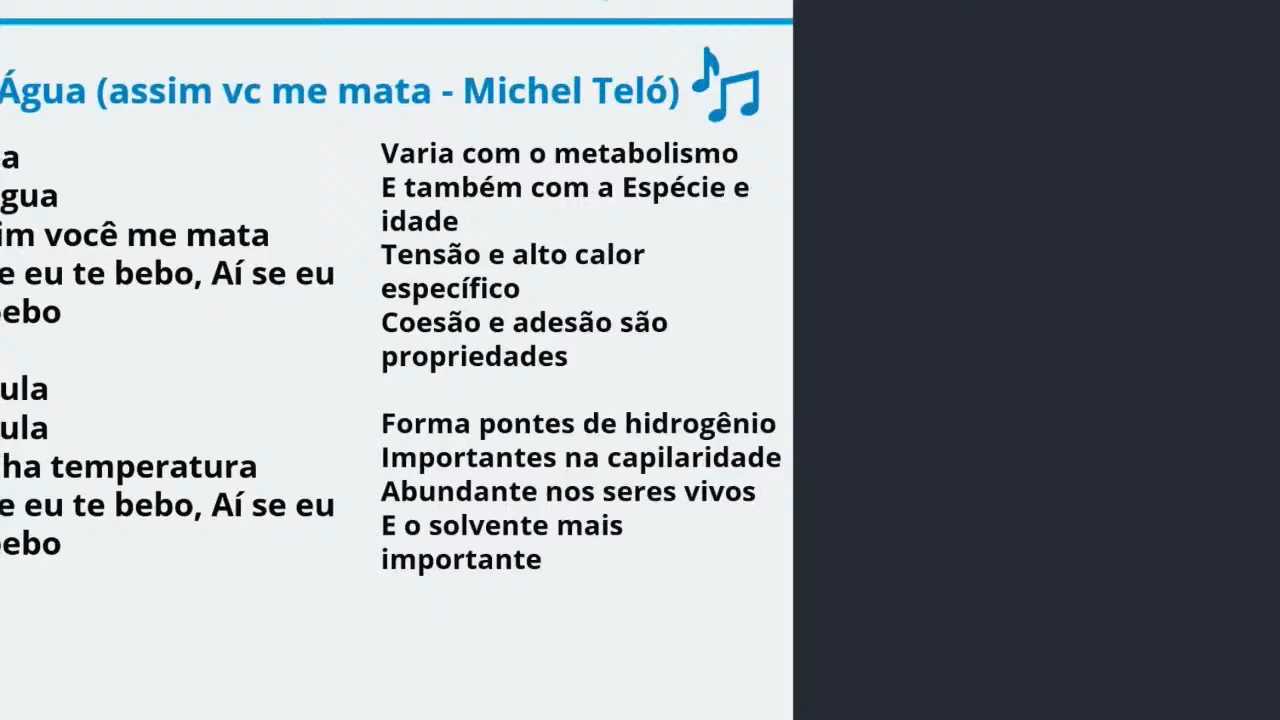 Água (assim vc me mata - Michel Teló)
a
gua
im você me mata
e eu te bebo, Aí se eu
bebo
ula
ula
ha temperatura
e eu te bebo, Aí se eu
bebo
Varia com o metabolismo
E também com a Espécie e
idade
Tensão e alto calor
específico
Coesão e adesão são
propriedades
Forma pontes de hidrogênio
Importantes na capilaridade
Abundante nos seres vivos
E o solvente mais
importante